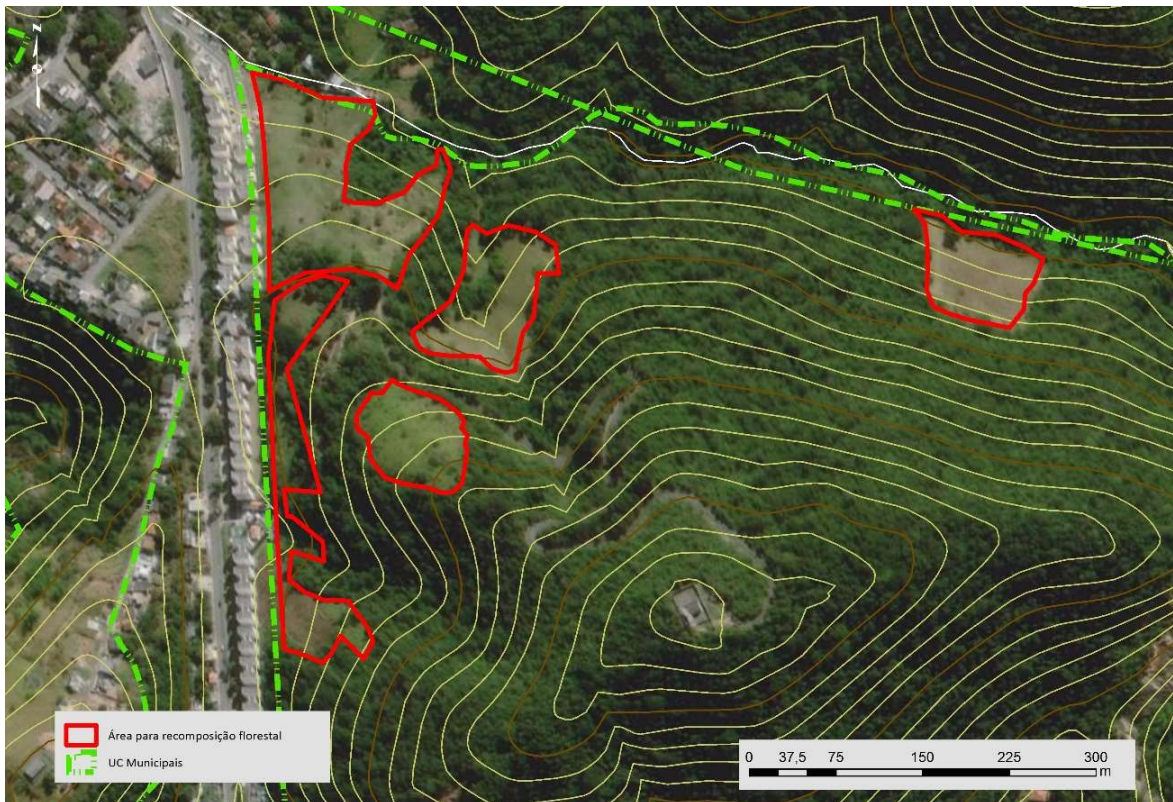 N
Área para recomposição florestal
UC Municipais
0 37,5 75 150 225 300
m